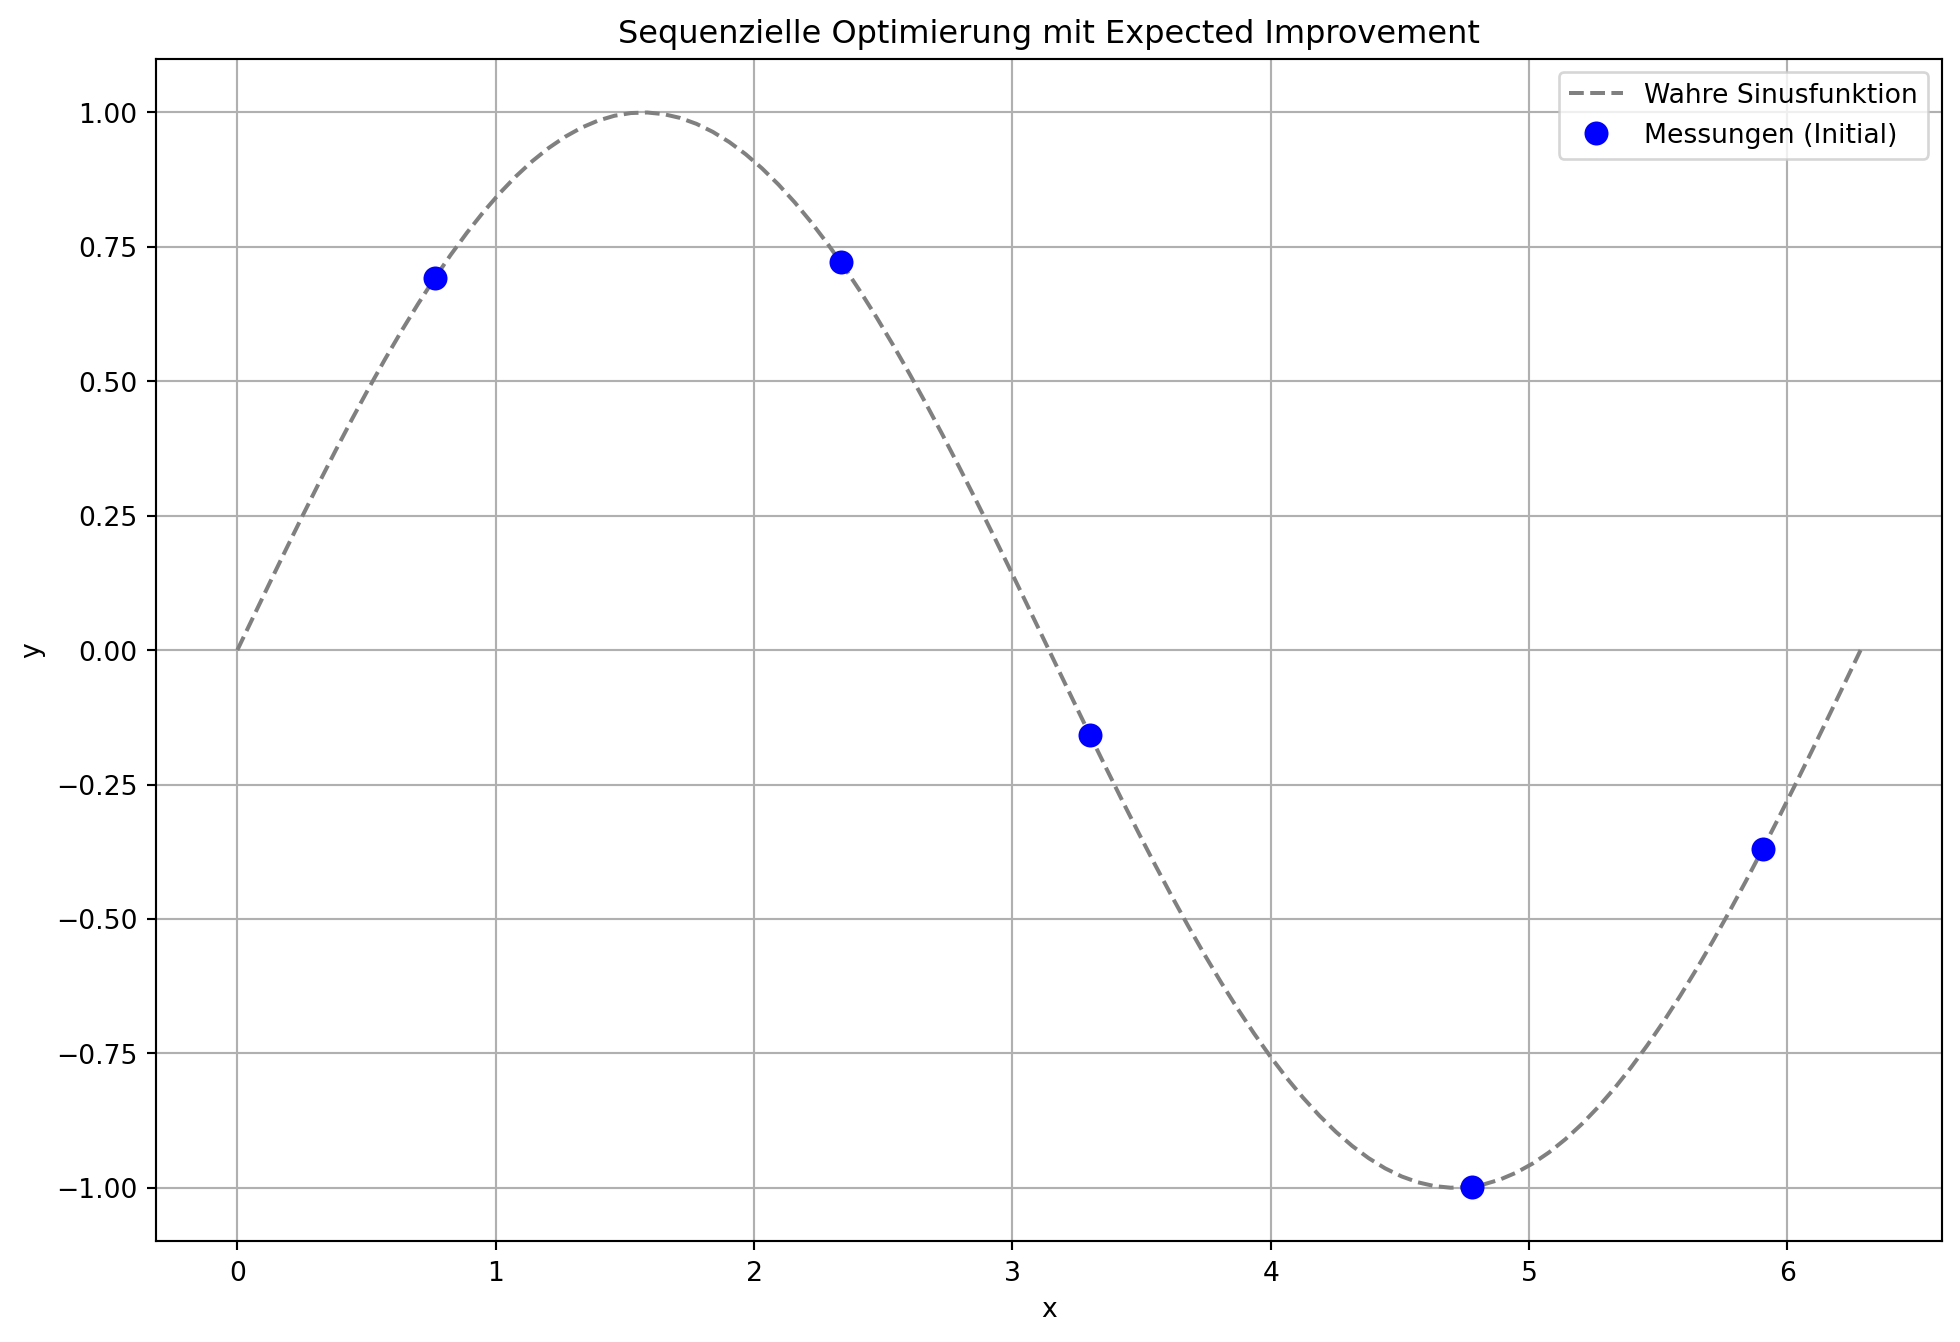 Sequenzielle Optimierung mit Expected Improvement
Wahre Sinusfunktion
Messungen (Initial)
y
1.00
0.75
0.50
0.25
0.00
−0.25
−0.50
−0.75
−1.00
0 1 2 3 4 5 6
x